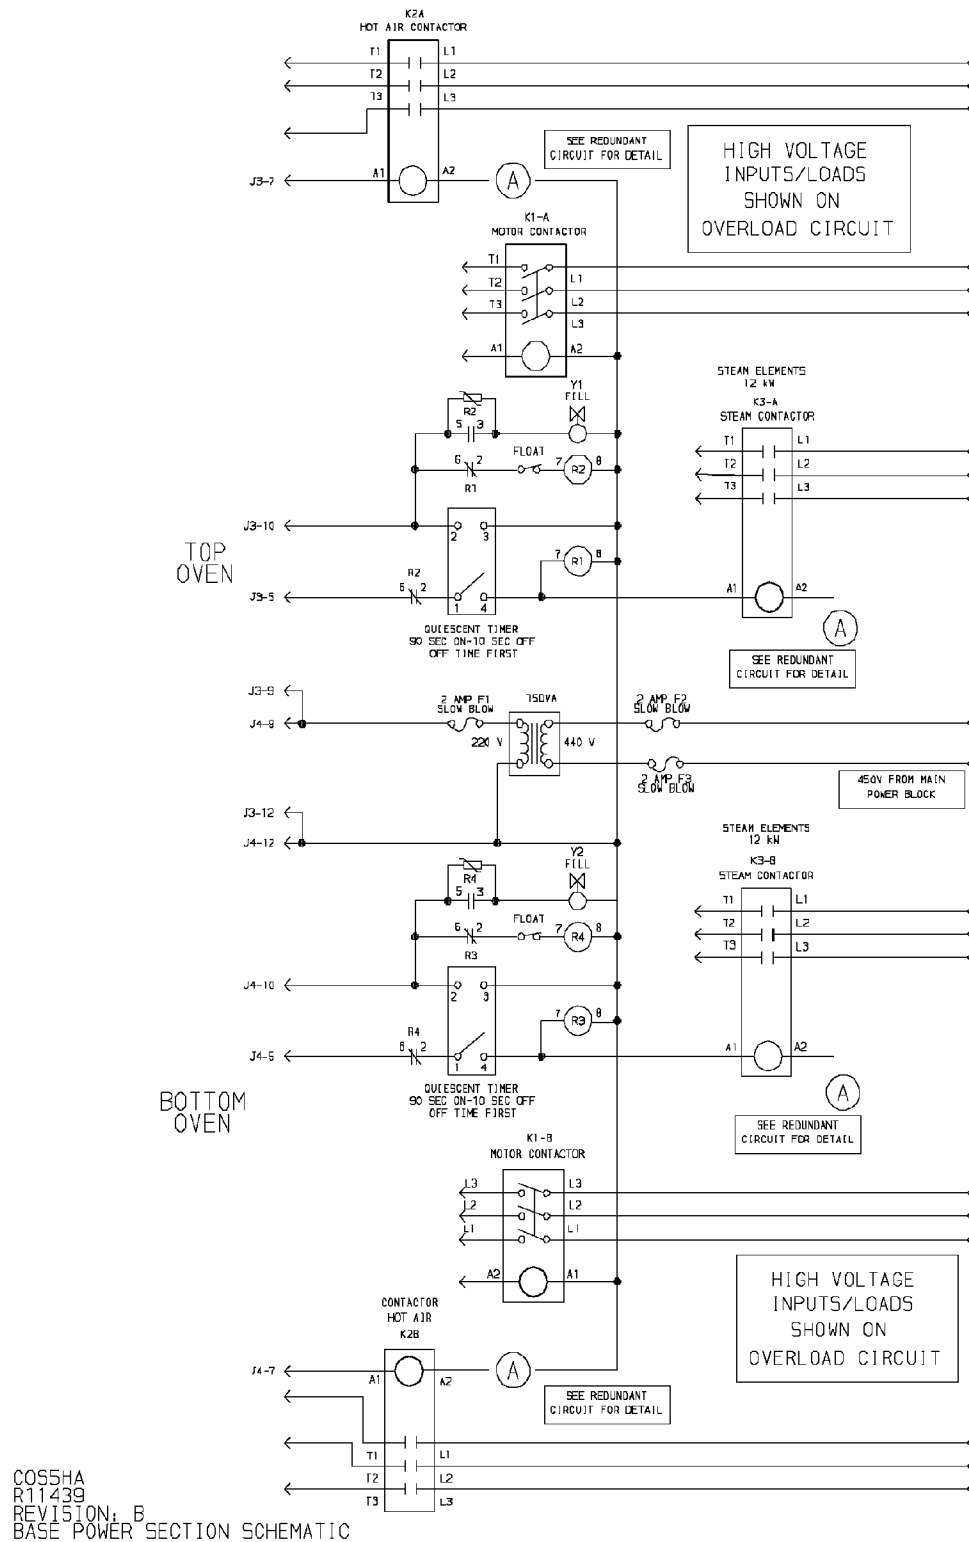 K2A
HOT AIR CONTACTOR
T1 L1
T2 L2
T3 L3
SEE REDUNDANT
CIRCUIT FOR DETAIL
HIGH VOLTAGE
INPUTS/LOADS
SHOWN ON
OVERLOAD CIRCUIT
J3-7 A1 A2 A
K1-A
MOTOR CONTACTOR
T1 L1
T2 L2
T3 L3
A1 A2
STEAM ELEMENTS
12 kW
K3-A
STEAM CONTACTOR
T1 L1
T2 L2
T3 L3
Y1
FILL
R2
5 3
FLOAT
6 2 7 R2 8
R1
J3-10
2 3
TOP
OVEN
7 R1 8
R2
6 2
J3-5
1 4
A1 A2
A
QUIESCENT TIMER
90 SEC ON-10 SEC OFF
OFF TIME FIRST
SEE REDUNDANT
CIRCUIT FOR DETAIL
J3-9
J4-9
2 AMP F1
SLOW BLOW
750VA
2 AMP F2
SLOW BLOW
220 V 440 V
2 AMP F3
SLOW BLOW
450V FROM MAIN
POWER BLOCK
J3-12
J4-12
STEAM ELEMENTS
12 kW
K3-B
STEAM CONTACTOR
T1 L1
T2 L2
T3 L3
Y2
FILL
R4
5 3
FLOAT
6 2 7 R4 8
R3
J4-10
2 3
7 R3 8
R4
6 2
J4-5
1 4
A1 A2
A
BOTTOM
OVEN
QUIESCENT TIMER
90 SEC ON-10 SEC OFF
OFF TIME FIRST
SEE REDUNDANT
CIRCUIT FOR DETAIL
K1-B
MOTOR CONTACTOR
L3 L3
L2 L2
L1 L1
A2 A1
HIGH VOLTAGE
INPUTS/LOADS
SHOWN ON
OVERLOAD CIRCUIT
CONTACTOR
HOT AIR
K2B
J4-7 A1 A2 A
SEE REDUNDANT
CIRCUIT FOR DETAIL
T1 L1
T2 L2
T3 L3
COS5HA
R11439
REVISION: B
BASE POWER SECTION SCHEMATIC